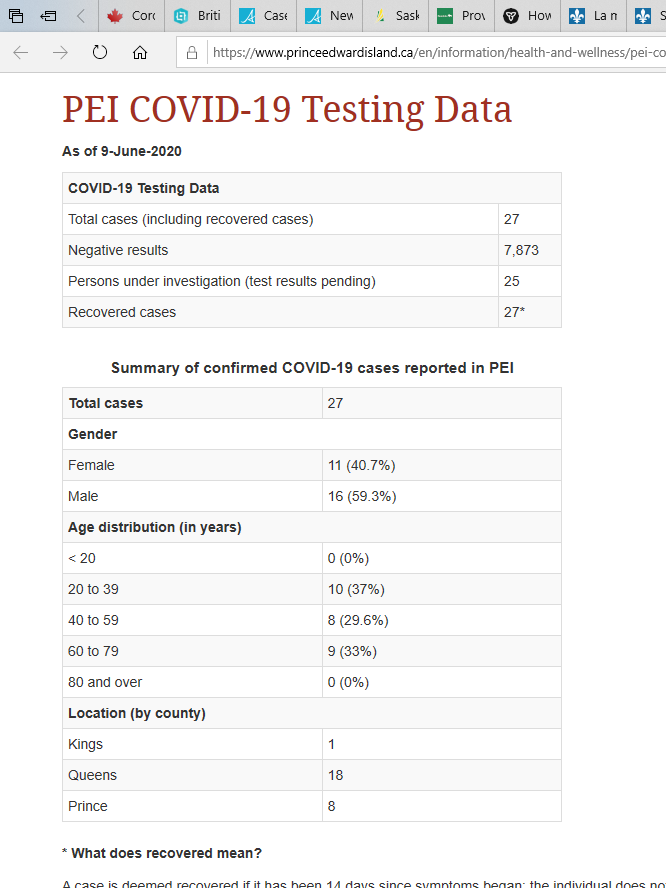 Coro
Briti
Case
New
Sask
Prov
How
La n
S
https://www.princeedwardisland.ca/en/information/health-and-wellness/pei-co
PEI COVID-19 Testing Data
As of 9-June-2020
COVID-19 Testing Data
Total cases (including recovered cases) 27
Negative results 7,873
Persons under investigation (test results pending) 25
Recovered cases 27*
Summary of confirmed COVID-19 cases reported in PEI
Total cases 27
Gender
Female 11 (40.7%)
Male 16 (59.3%)
Age distribution (in years)
< 20 0 (0%)
20 to 39 10 (37%)
40 to 59 8 (29.6%)
60 to 79 9 (33%)
80 and over 0 (0%)
Location (by county)
Kings 1
Queens 18
Prince 8
* What does recovered mean?
A case is deemed recovered if it has been 14 days since symptoms began; the individual does no